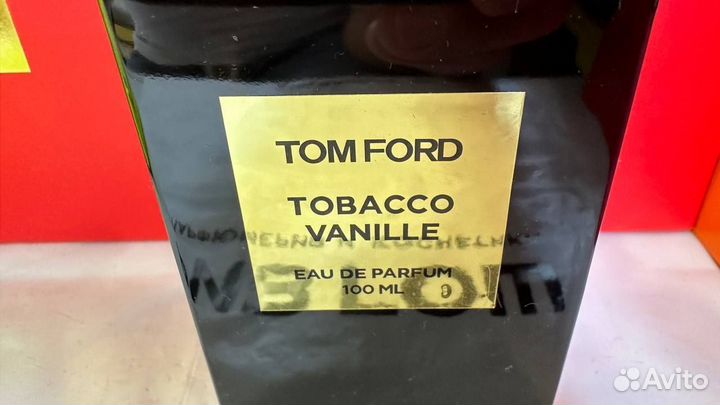 TOM FORD
TOBACCO
VANILLE
EAU DE PARFUM
100 ML
Avito